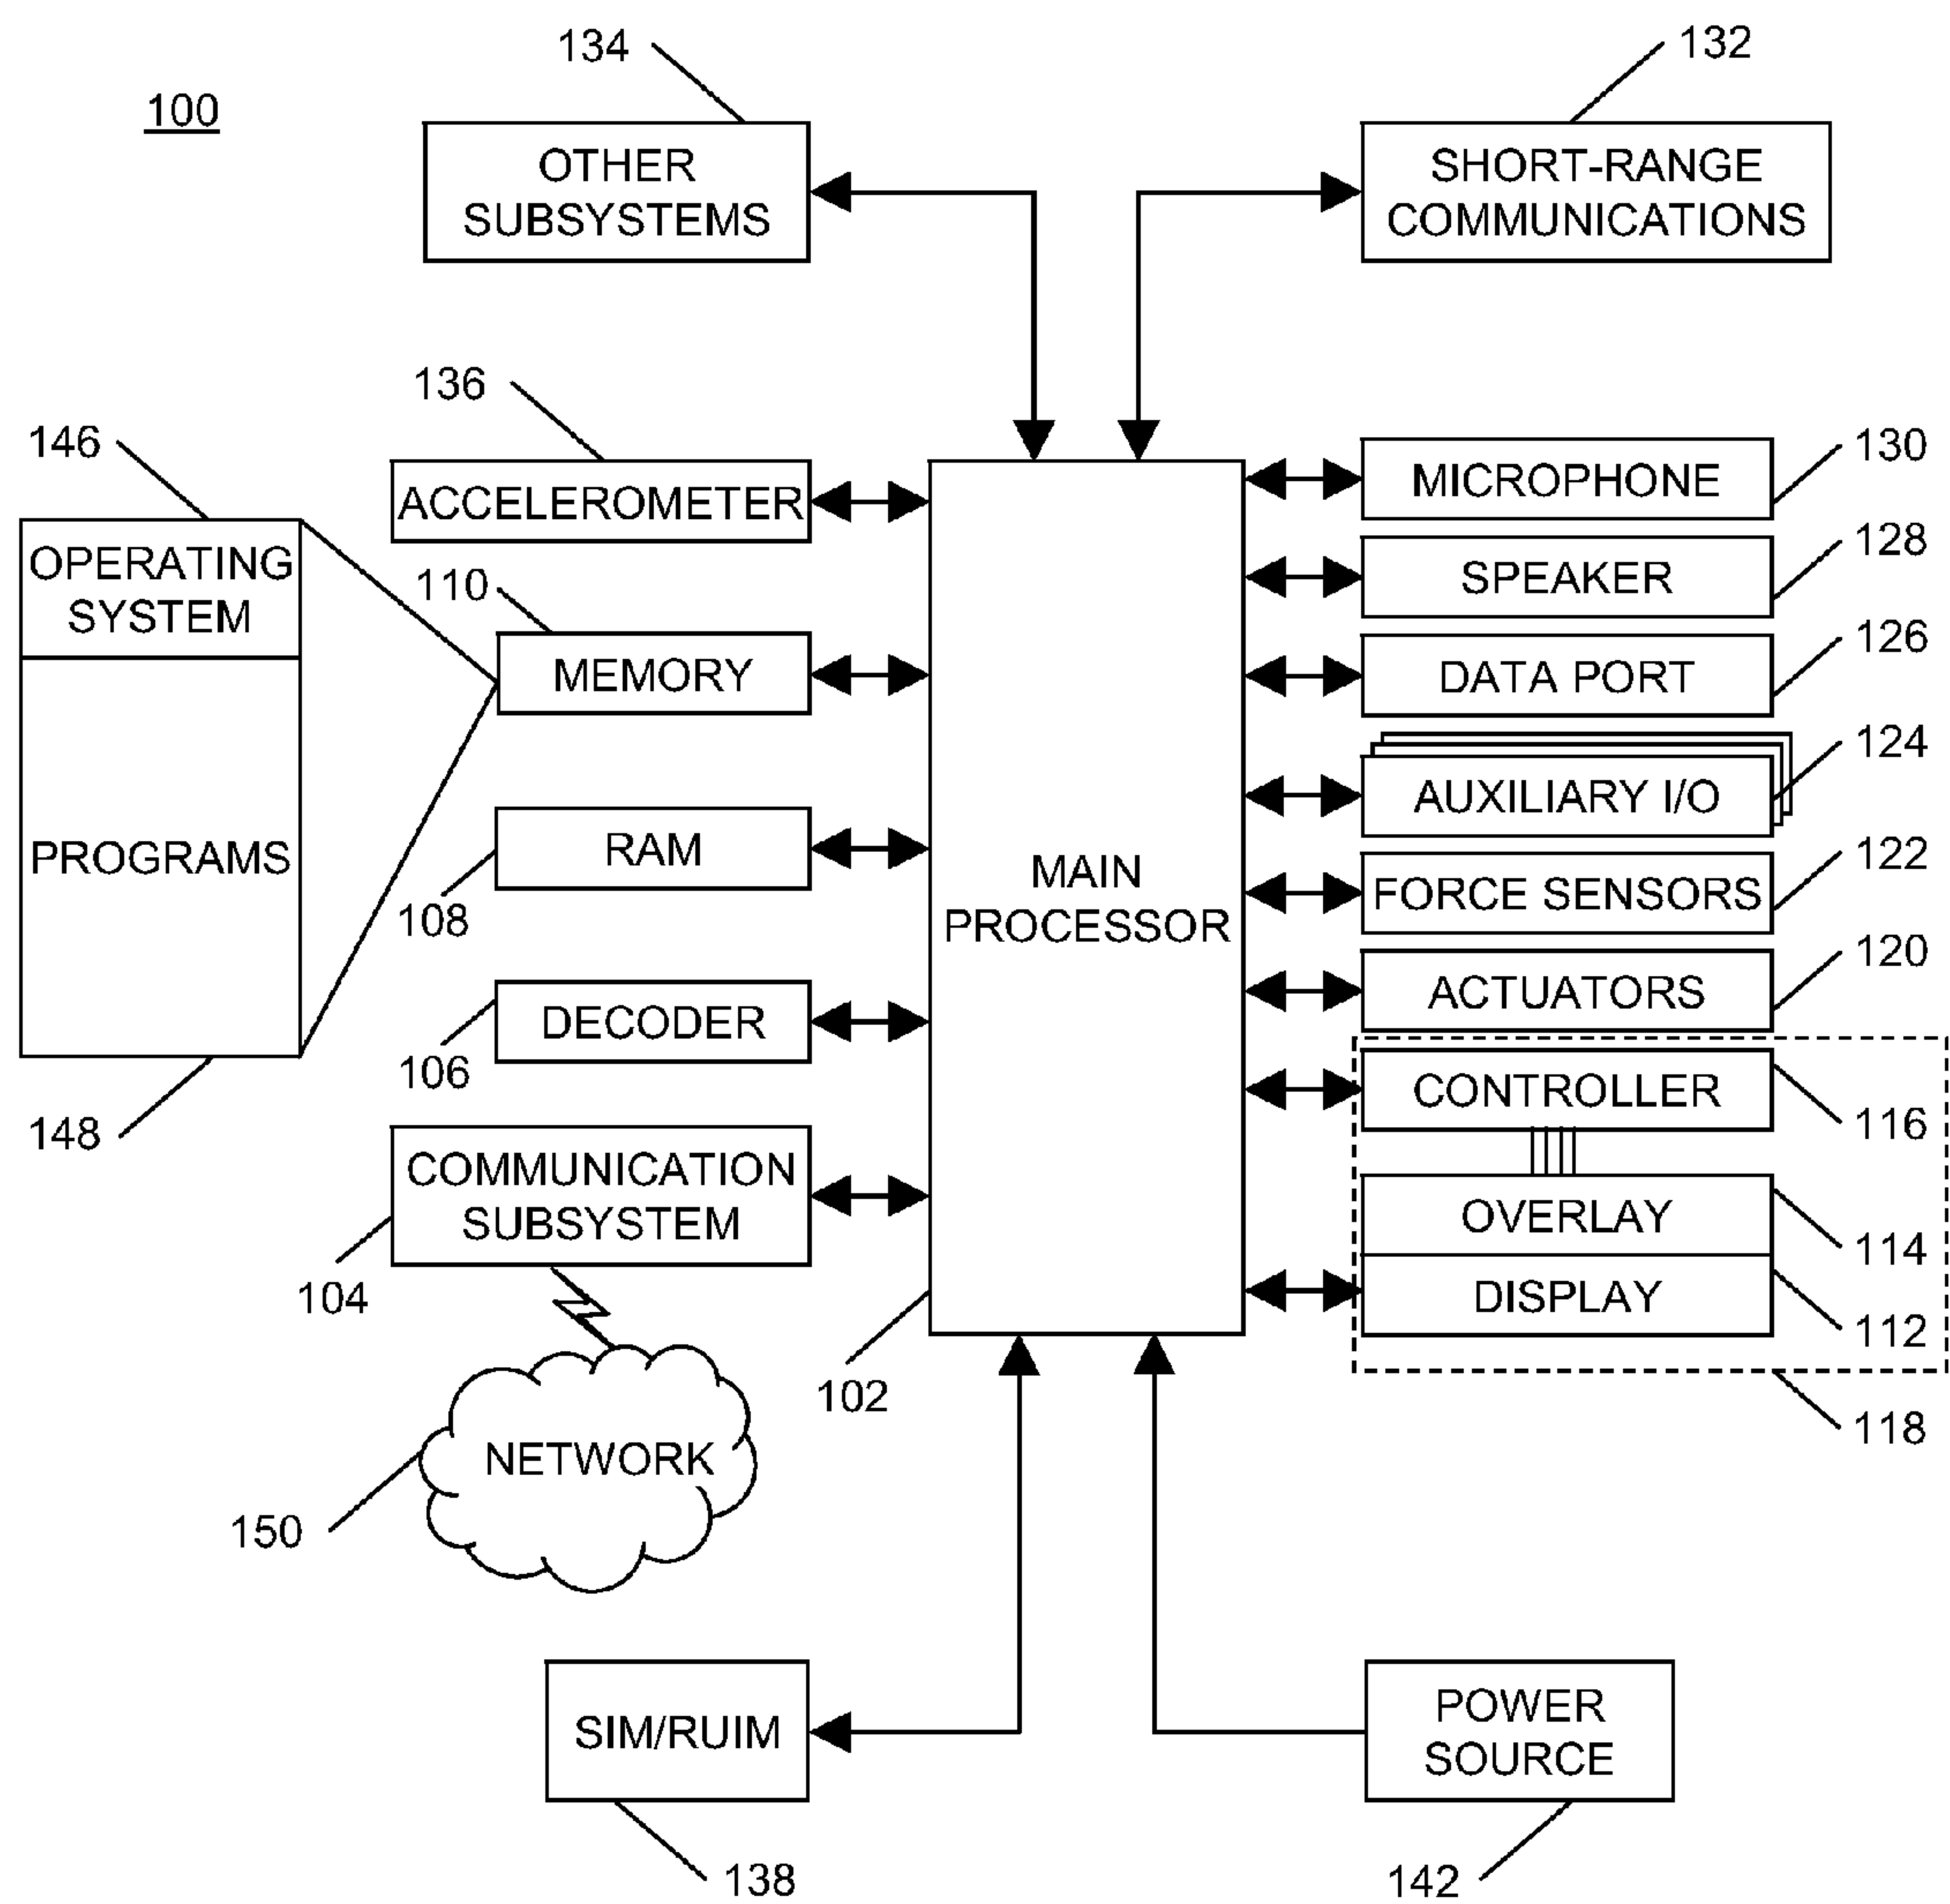 134
132
100
OTHER
SUBSYSTEMS
SHORT-RANGE
COMMUNICATIONS
136
146
130
ACCELEROMETER
MICROPHONE
OPERATING
SYSTEM
110
128
SPEAKER
MEMORY
126
DATA PORT
124
AUXILIARY I/O
PROGRAMS
RAM
108
MAIN
PROCESSOR
122
FORCE SENSORS
120
ACTUATORS
DECODER
106
CONTROLLER
116
148
COMMUNICATION
SUBSYSTEM
OVERLAY
114
104
DISPLAY
112
102
118
NETWORK
150
SIM/RUIM
POWER
SOURCE
138
142